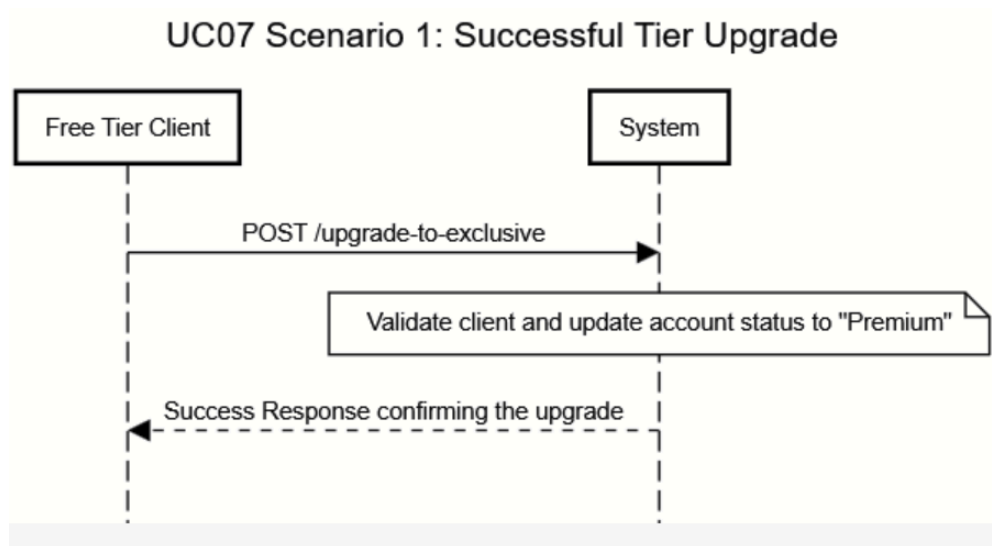 UC07 Scenario 1: Successful Tier Upgrade
Free Tier Client
System
POST /upgrade-to-exclusive
Validate client and update account status to "Premium"
Success Response confirming the upgrade